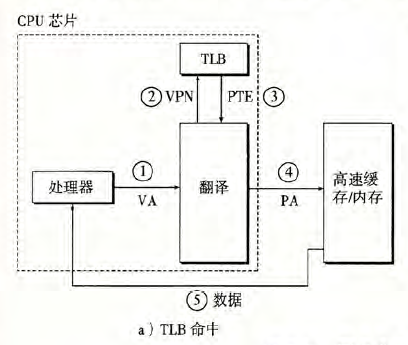 CPU 芯片
TLB
② VPN PTE ③
① 
VA
处理器
翻译
④
PA
高速缓
存/内存
⑤ 数据
a）TLB 命中